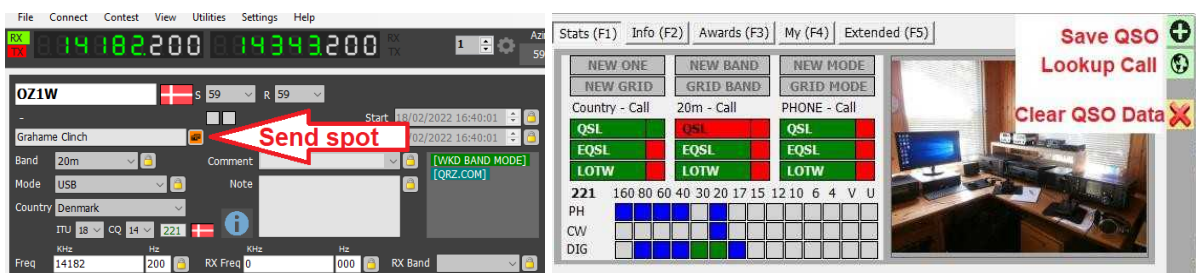 File Connect Contest View Utilities Settings Help
RX
TX
14182.200
14343.200
RX
TX
1
Azi
59
OZ1W
S 59 R 59
-
Start 18/02/2022 16:40:01
Grahame Clinch
Send spot
/02/2022 16:40:01
Band 20m
Comment
[WKD BAND MODE]
[QRZ.COM]
Mode USB
Note
Country Denmark
ITU 18 CQ 14 221
KHz Hz KHz Hz
Freq 14182 200 RX Freq 0 000 RX Band
Stats (F1) Info (F2) Awards (F3) My (F4) Extended (F5)
Save QSO
Lookup Call
Clear QSO Data
NEW ONE NEW BAND NEW MODE
NEW GRID GRID BAND GRID MODE
Country - Call 20m - Call PHONE - Call
QSL QSL QSL
EQSL EQSL EQSL
LOTW LOTW LOTW
221 160 80 60 40 30 20 17 15 12 10 6 4 V U
PH
CW
DIG